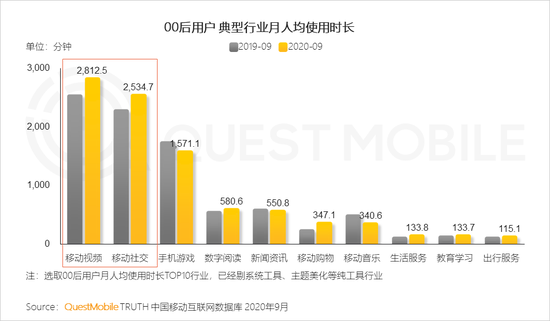 00后用户 典型行业月人均使用时长
单位：分钟
2019-09 2020-09
3,000
2,000
1,000
0
2,812.5
2,534.7
1,571.1
580.6
550.8
347.1
340.6
133.8
133.7
115.1
移动视频 移动社交 手机游戏 数字阅读 新闻资讯 移动购物 移动音乐 生活服务 教育学习 出行服务
QUEST MOBILE
注：选取00后用户月人均使用时长TOP10行业，已经剔系统工具、主题美化等纯工具行业
Source：QuestMobile TRUTH 中国移动互联网数据库 2020年9月